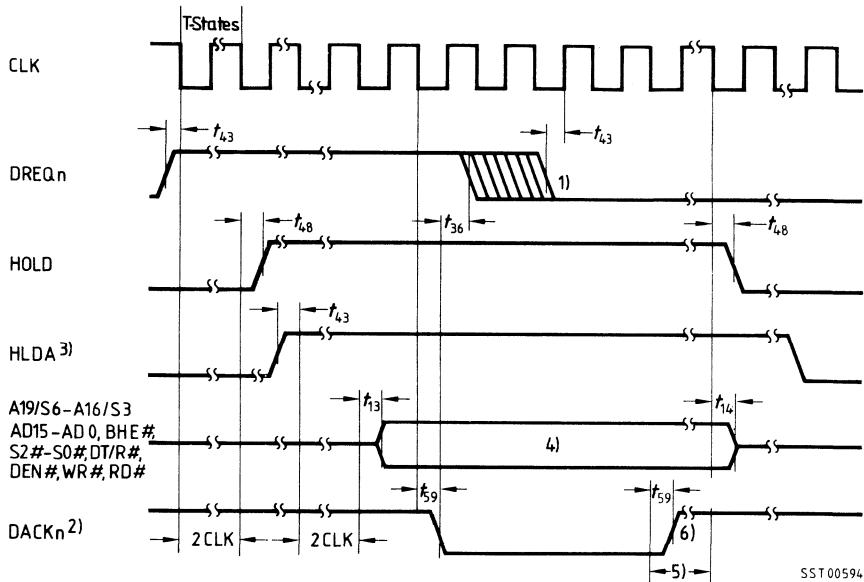 T-States
CLK
t43
t43
DREQn
1)
t36
t48
t48
HOLD
t43
HLDA 3)
A19/S6-A16/S3
AD15-AD0, BHE#,
S2#-S0#, DT/R#,
DEN#, WR#, RD#
t13
t14
4)
t59
t59
DACKn 2)
6)
2CLK
2CLK
5)
SST00594